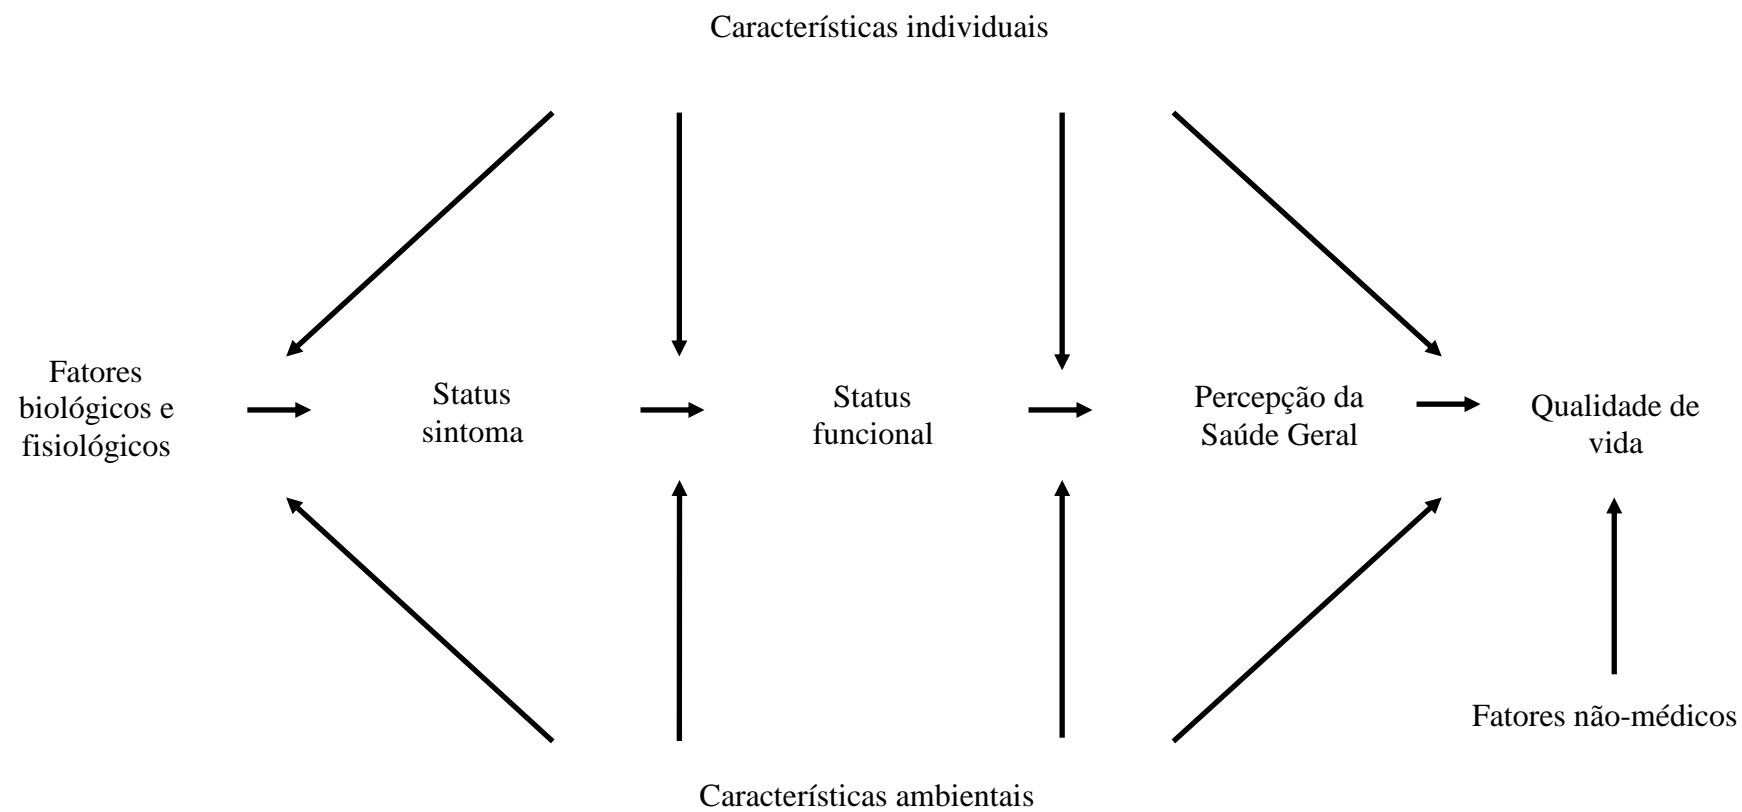 Características individuais
Fatores
biológicos e
fisiológicos
Status
sintoma
Status
funcional
Percepção da
Saúde Geral
Qualidade de
vida
Fatores não-médicos
Características ambientais